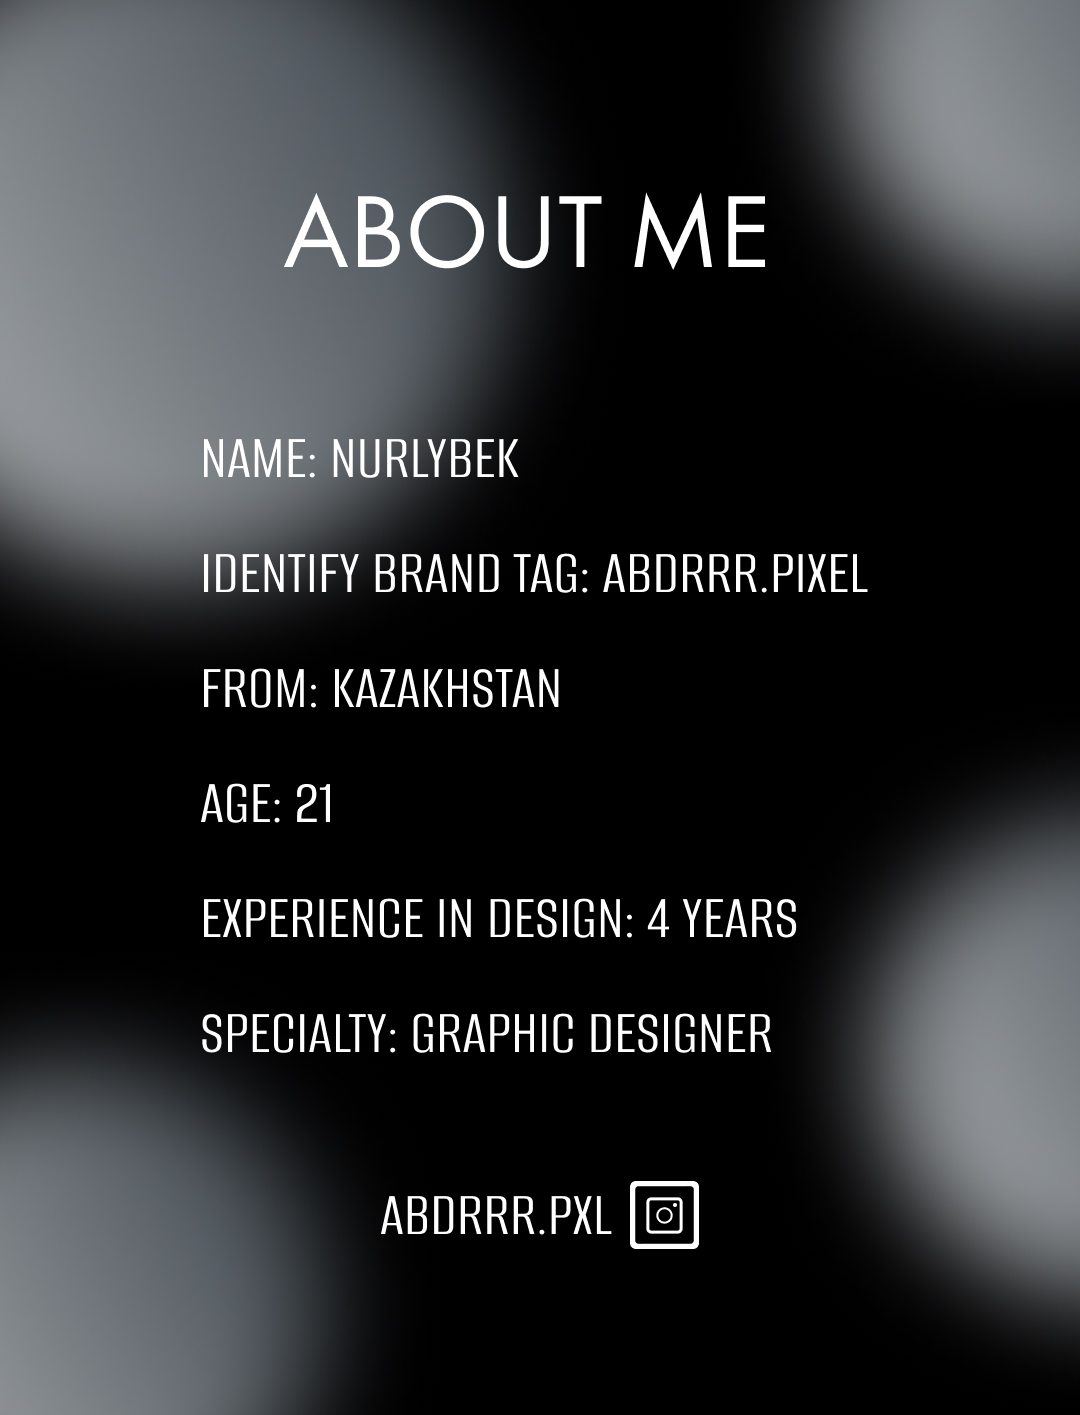 ABOUT ME
NAME: NURLYBEK
IDENTIFY BRAND TAG: ABDRRR.PIXEL
FROM: KAZAKHSTAN
AGE: 21
EXPERIENCE IN DESIGN: 4 YEARS
SPECIALTY: GRAPHIC DESIGNER
ABDRRR.PXL